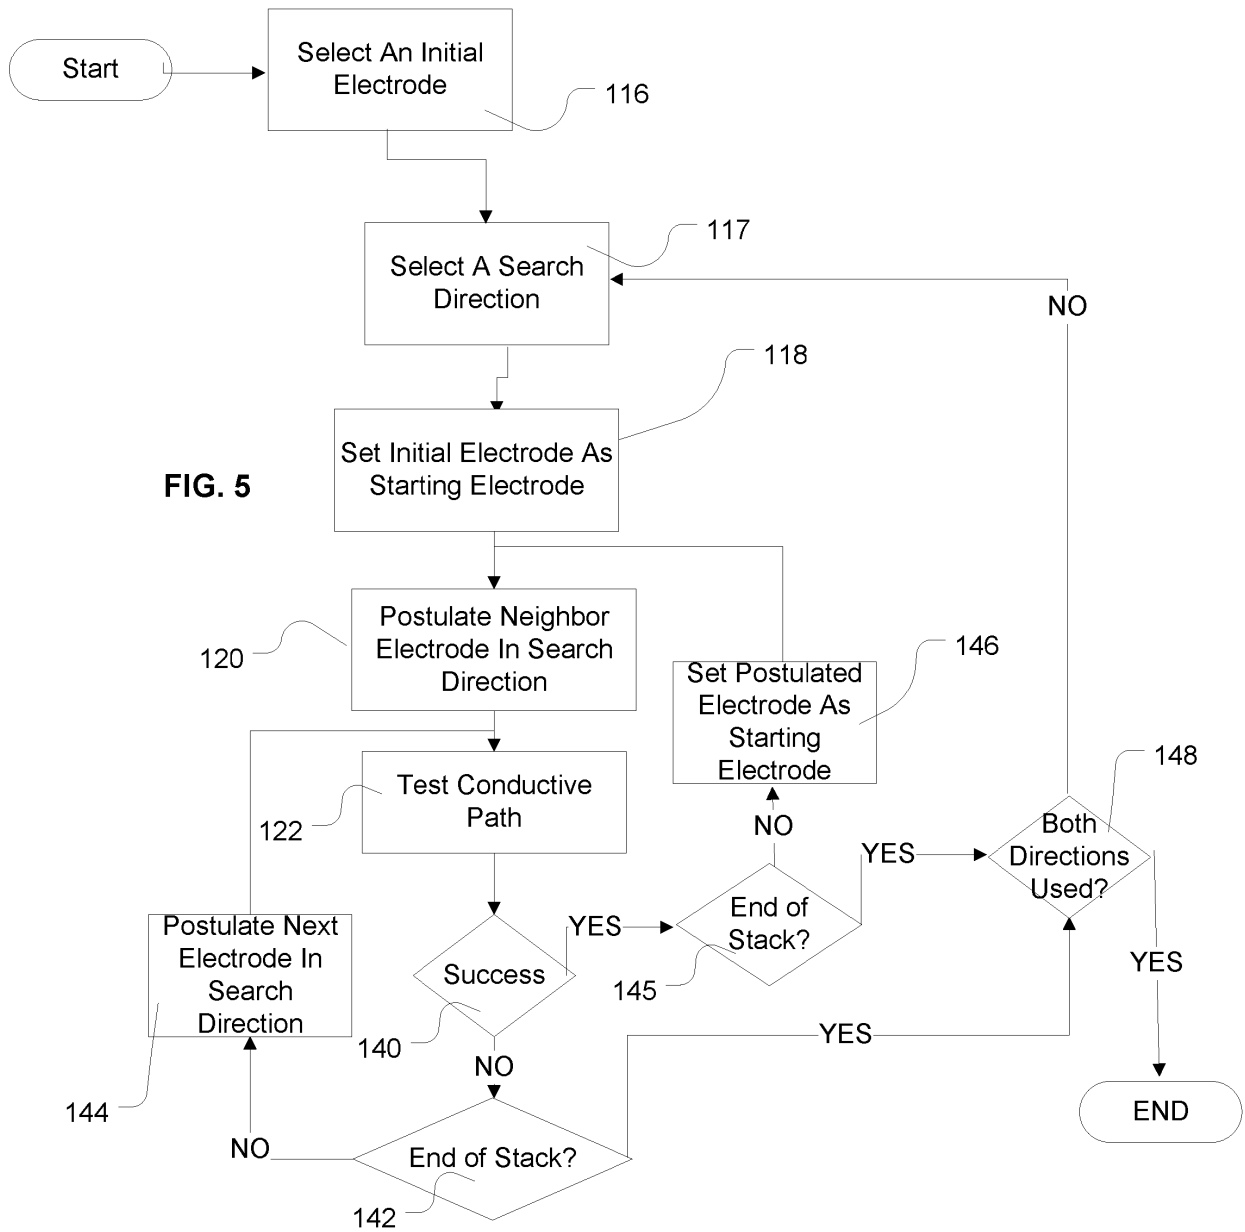 Start
Select An Initial
Electrode
116
Select A Search
Direction
117
NO
Set Initial Electrode As
Starting Electrode
118
FIG. 5
Postulate Neighbor
Electrode In Search
Direction
120
Set Postulated
Electrode As
Starting
Electrode
146
Test Conductive
Path
122
NO
YES
Both
Directions
Used?
148
Postulate Next
Electrode In
Search
Direction
144
Success
140
YES
End of
Stack?
145
YES
YES
NO
END
NO
End of Stack?
142